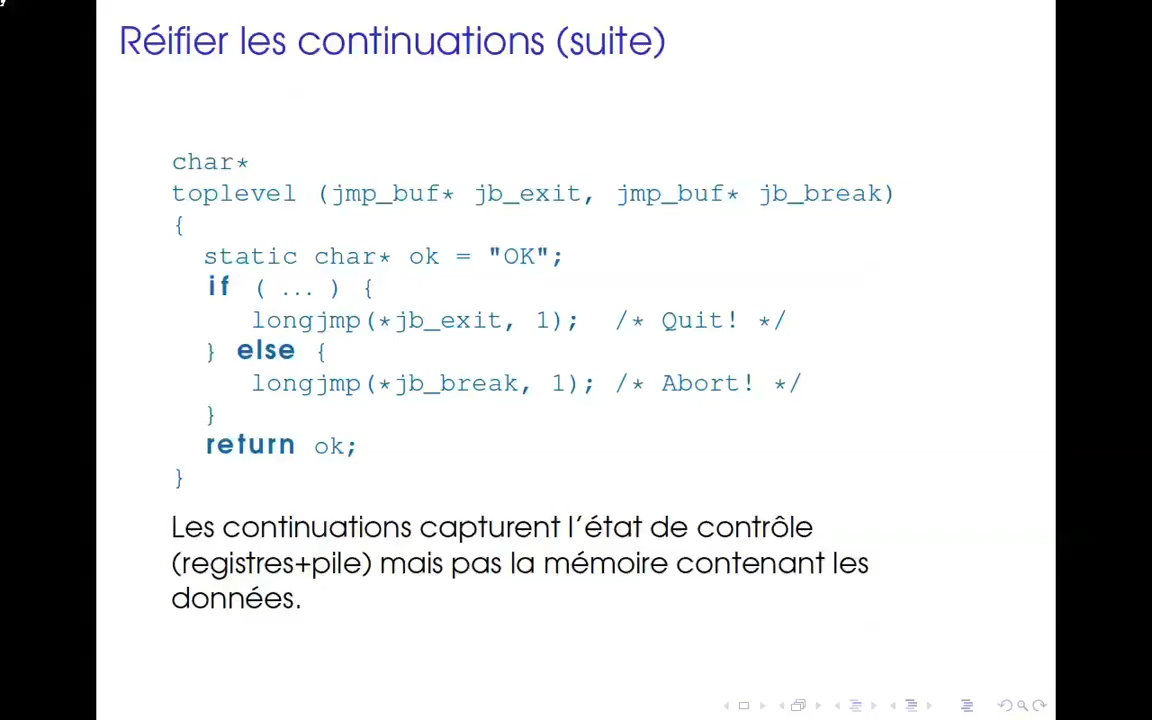 Réifier les continuations (suite)
char*
toplevel (jmp_buf* jb_exit, jmp_buf* jb_break)
{
static char* ok = "OK";
if ( ... ) {
longjmp(*jb_exit, 1); /* Quit! */
} else {
longjmp(*jb_break, 1); /* Abort! */
}
return ok;
}
Les continuations capturent l'état de contrôle
(registres+pile) mais pas la mémoire contenant les
données.